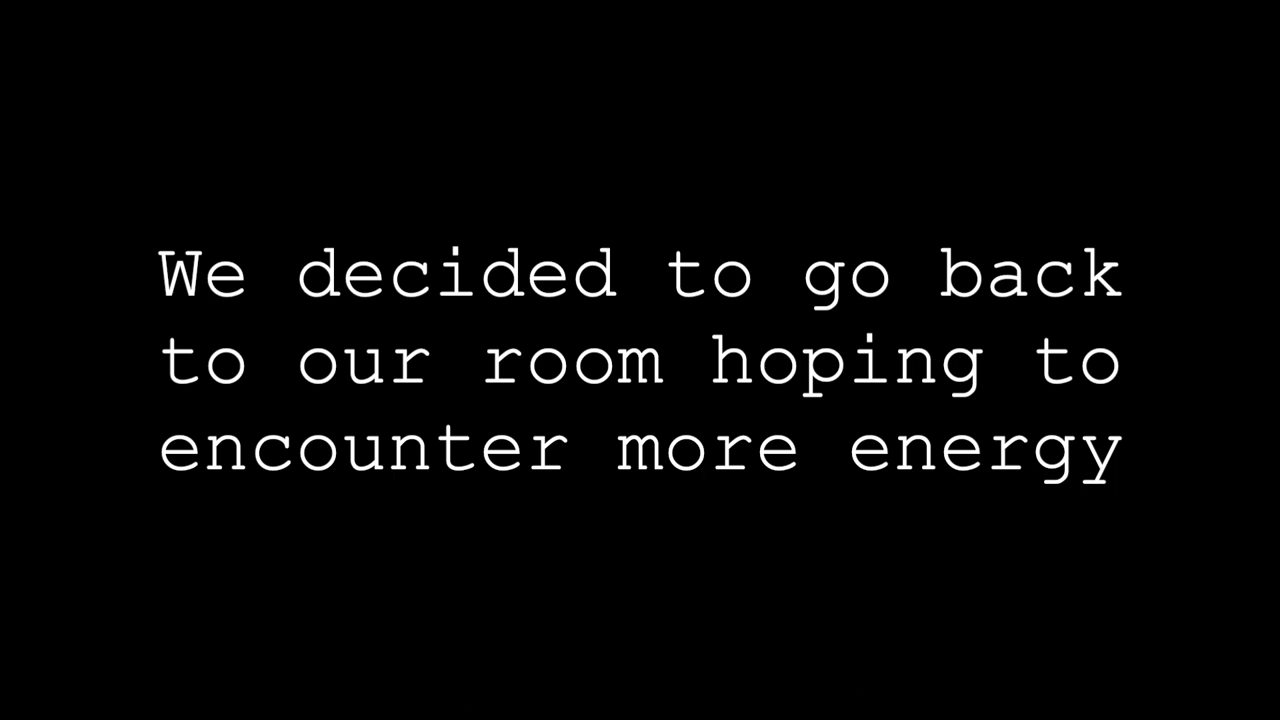 We decided to go back
to our room hoping to
encounter more energy